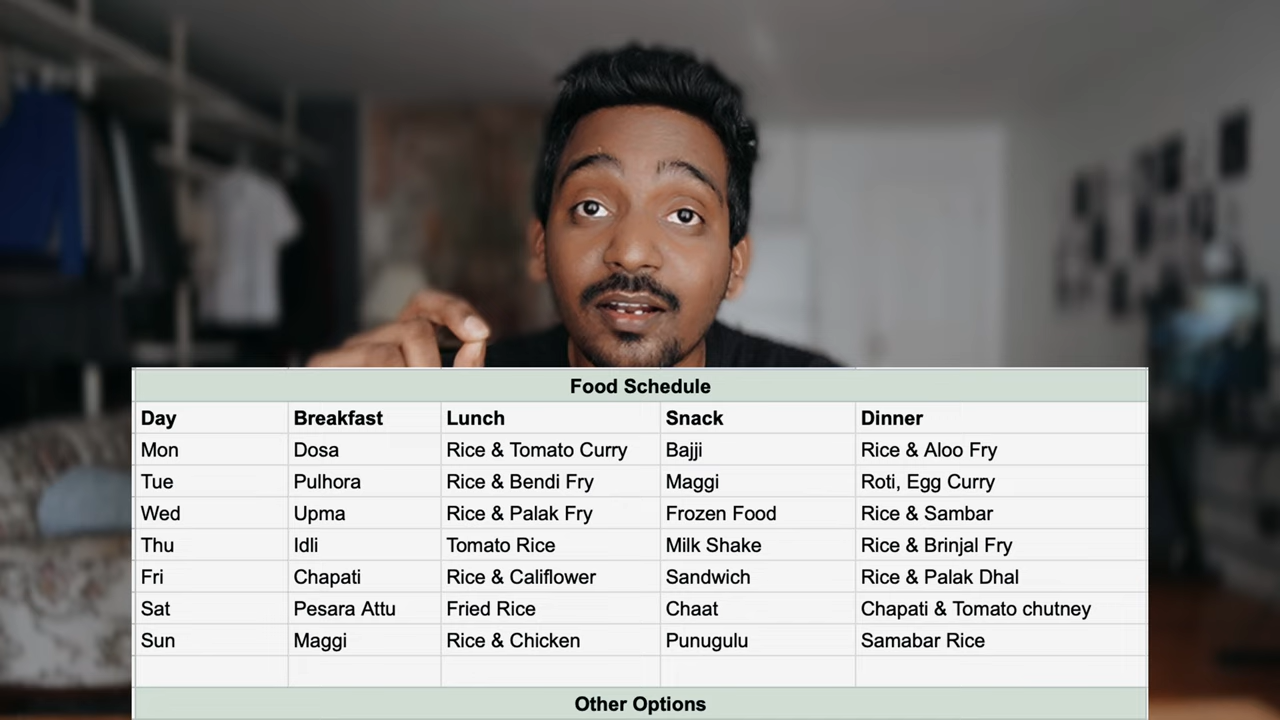 Food Schedule
Day Breakfast Lunch Snack Dinner
Mon Dosa Rice & Tomato Curry Bajji Rice & Aloo Fry
Tue Pulhora Rice & Bendi Fry Maggi Roti, Egg Curry
Wed Upma Rice & Palak Fry Frozen Food Rice & Sambar
Thu Idli Tomato Rice Milk Shake Rice & Brinjal Fry
Fri Chapati Rice & Califlower Sandwich Rice & Palak Dhal
Sat Pesara Attu Fried Rice Chaat Chapati & Tomato chutney
Sun Maggi Rice & Chicken Punugulu Samabar Rice
Other Options